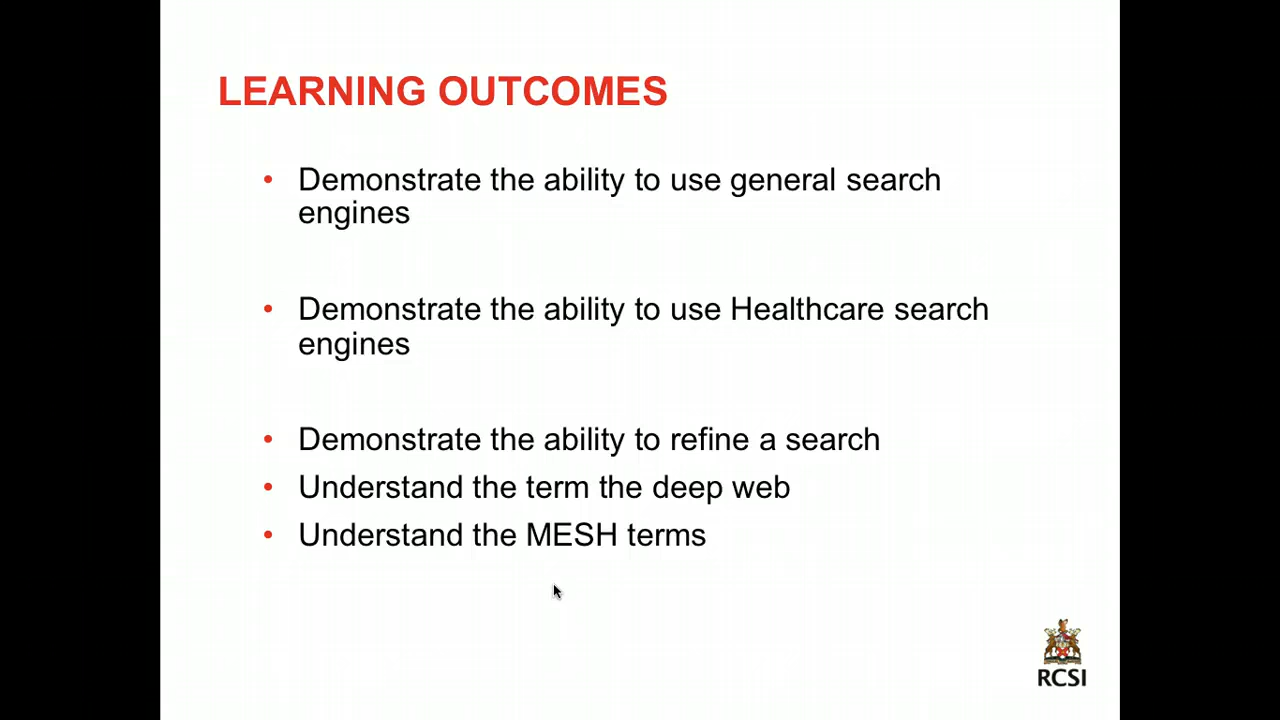 LEARNING OUTCOMES
• Demonstrate the ability to use general search
engines
• Demonstrate the ability to use Healthcare search
engines
• Demonstrate the ability to refine a search
• Understand the term the deep web
• Understand the MESH terms
RCSI